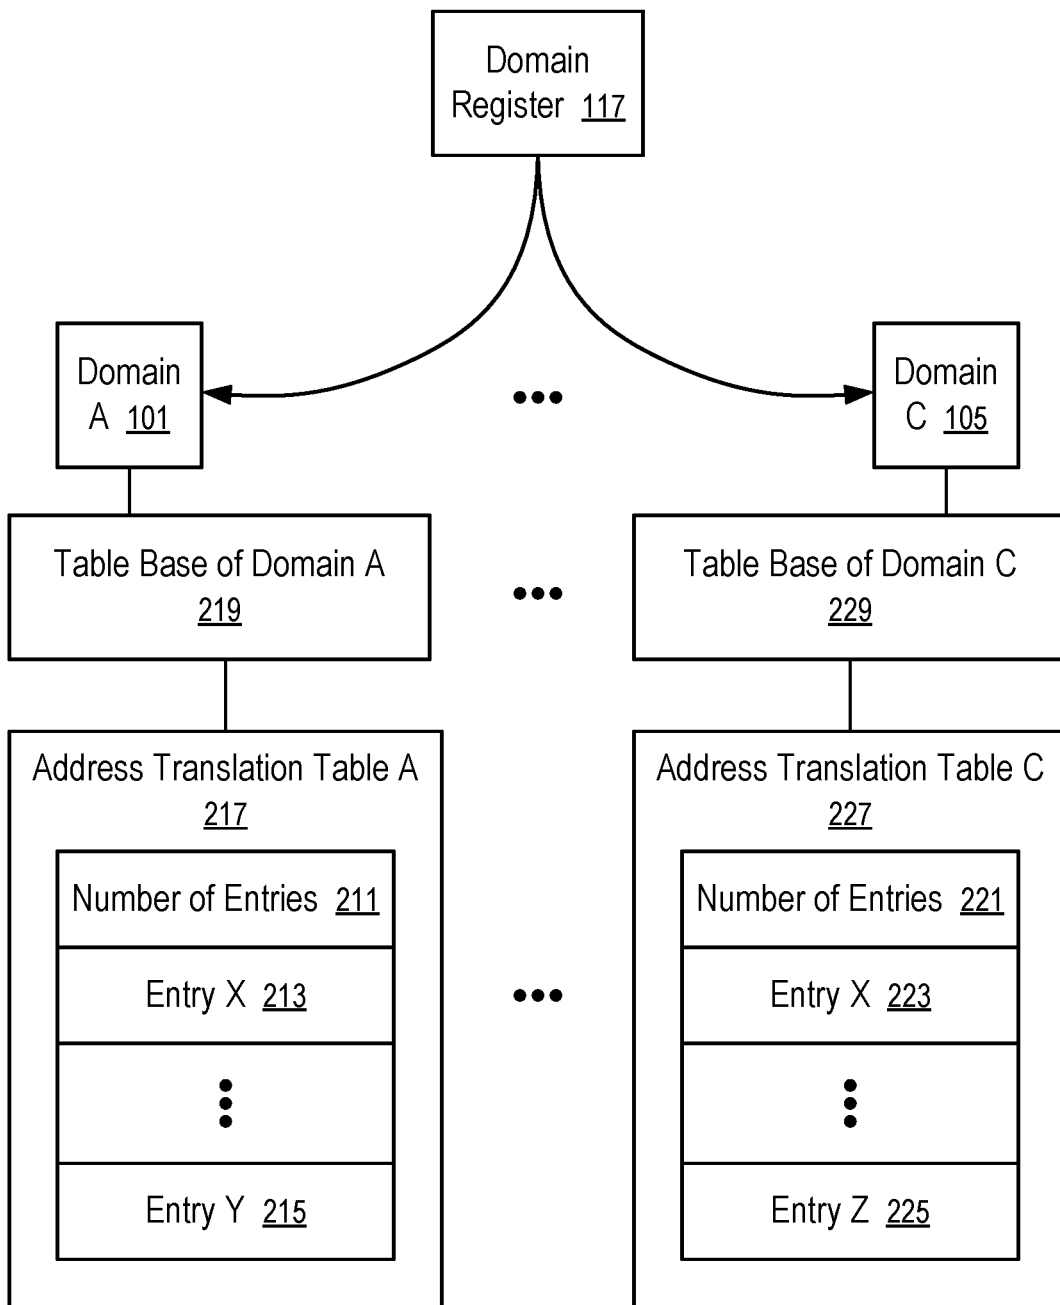 Domain
Register 117
Domain
A 101
Domain
C 105
Table Base of Domain A
219
Table Base of Domain C
229
Address Translation Table A
217
Number of Entries 211
Entry X 213
Entry Y 215
Address Translation Table C
227
Number of Entries 221
Entry X 223
Entry Z 225